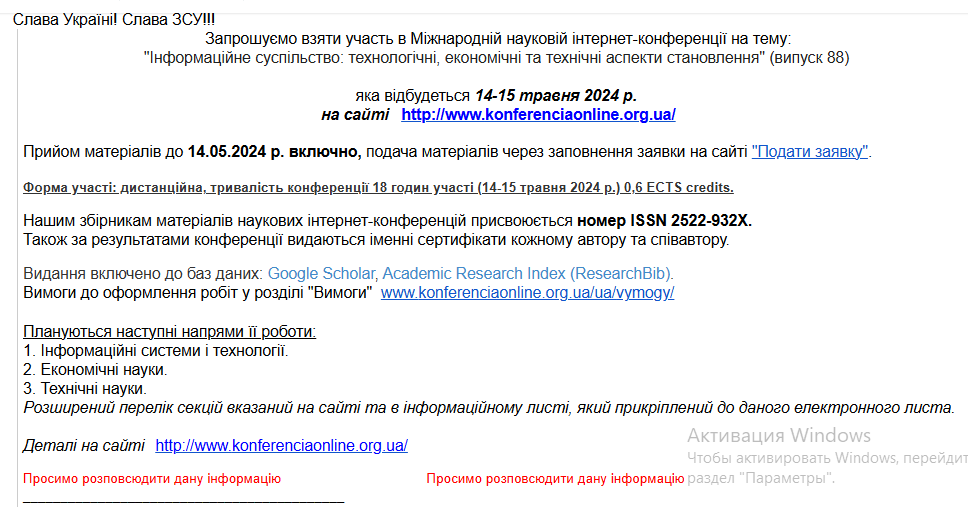 Слава Україні! Слава ЗСУ!!!
Запрошуємо взяти участь в Міжнародній науковій інтернет-конференції на тему:
"Інформаційне суспільство: технологічні, економічні та технічні аспекти становлення" (випуск 88)
яка відбудеться 14-15 травня 2024 р.
на сайті http://www.konferenciaonline.org.ua/
Прийом матеріалів до 14.05.2024 р. включно, подача матеріалів через заповнення заявки на сайті "Подати заявку".
Форма участі: дистанційна, тривалість конференції 18 годин участі (14-15 травня 2024 р.) 0,6 ECTS credits.
Нашим збірникам матеріалів наукових інтернет-конференцій присвоюється номер ISSN 2522-932X.
Також за результатами конференції видаються іменні сертифікати кожному автору та співавтору.
Видання включено до баз даних: Google Scholar, Academic Research Index (ResearchBib).
Вимоги до оформлення робіт у розділі "Вимоги" www.konferenciaonline.org.ua/ua/vymogy/
Плануються наступні напрями її роботи:
1. Інформаційні системи і технології.
2. Економічні науки.
3. Технічні науки.
Розширений перелік секцій вказаний на сайті та в інформаційному листі, який прикріплений до даного електронного листа.
Деталі на сайті http://www.konferenciaonline.org.ua/
Просимо розповсюдити дану інформацію Просимо розповсюдити дану інформацію
Активация Windows
Чтобы активировать Windows, перейдит
раздел "Параметры".